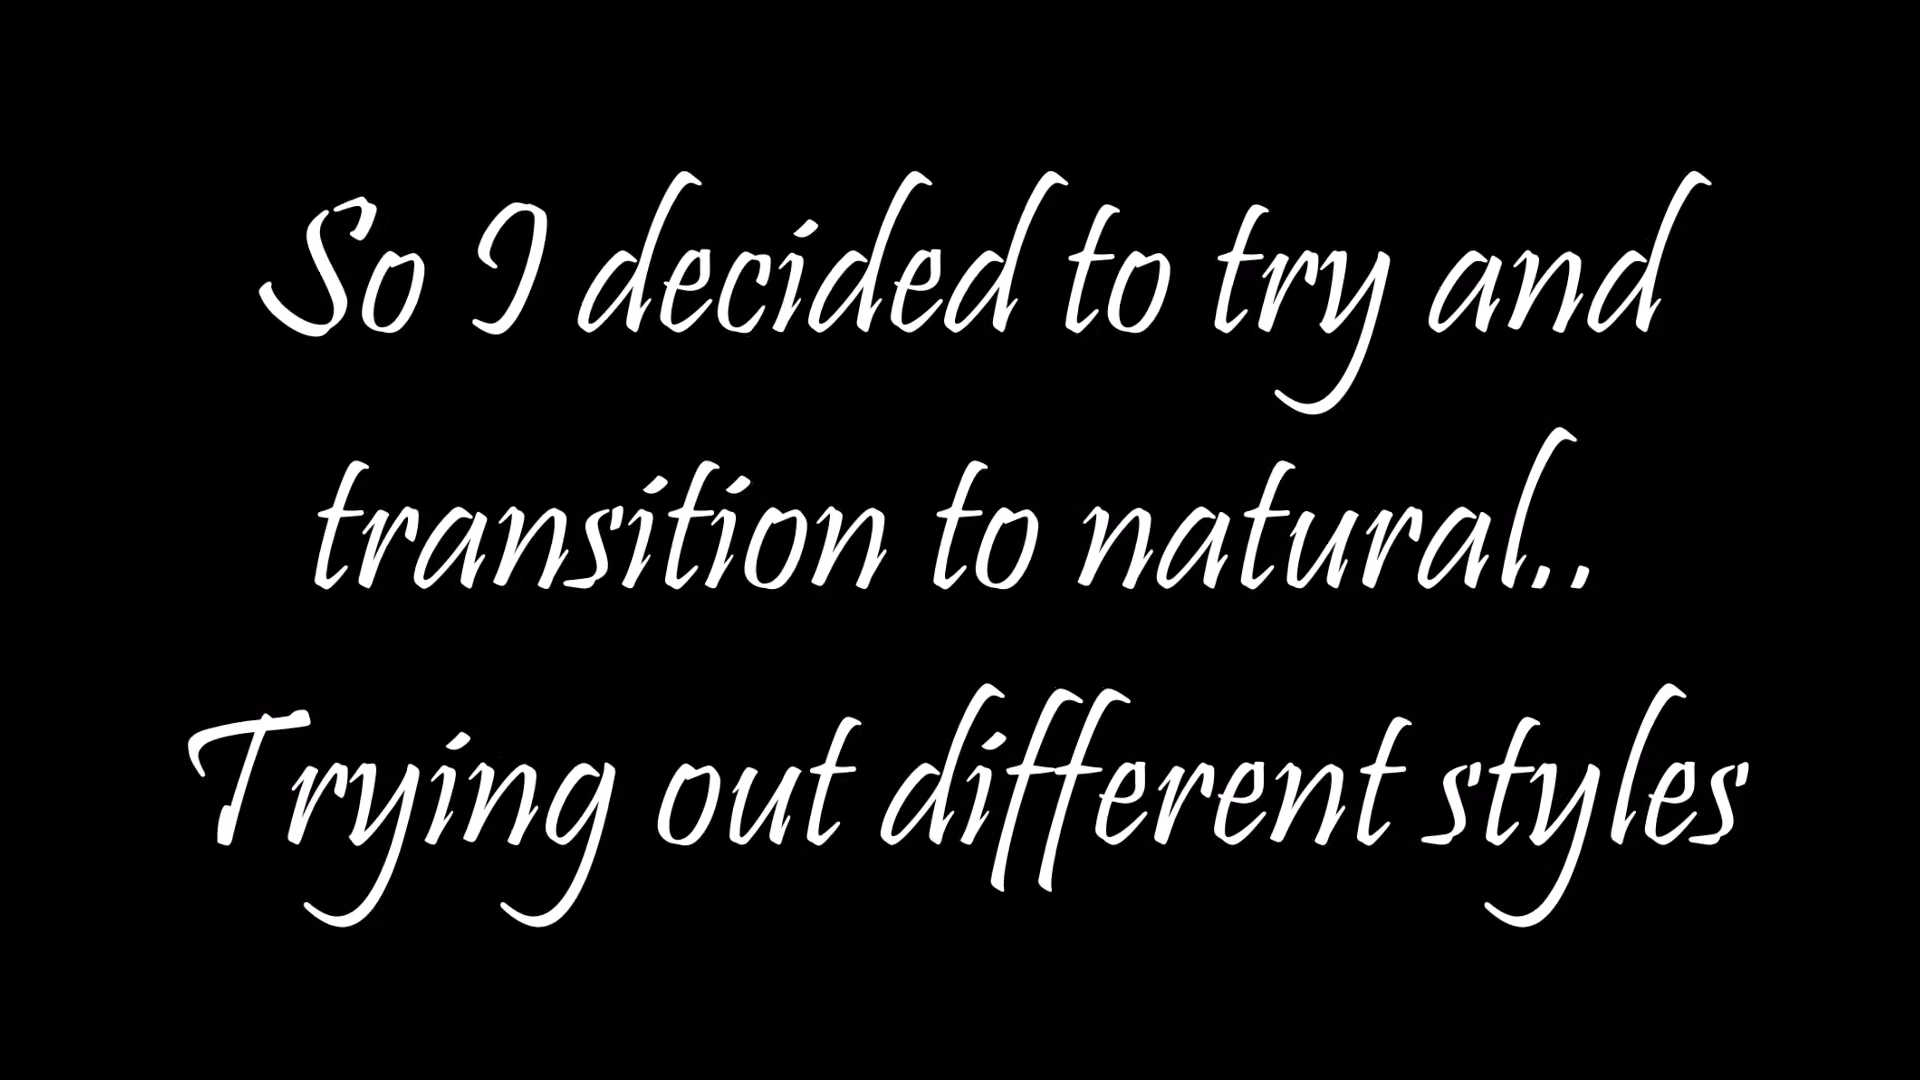 So I decided to try and
transition to natural..
Trying out different styles